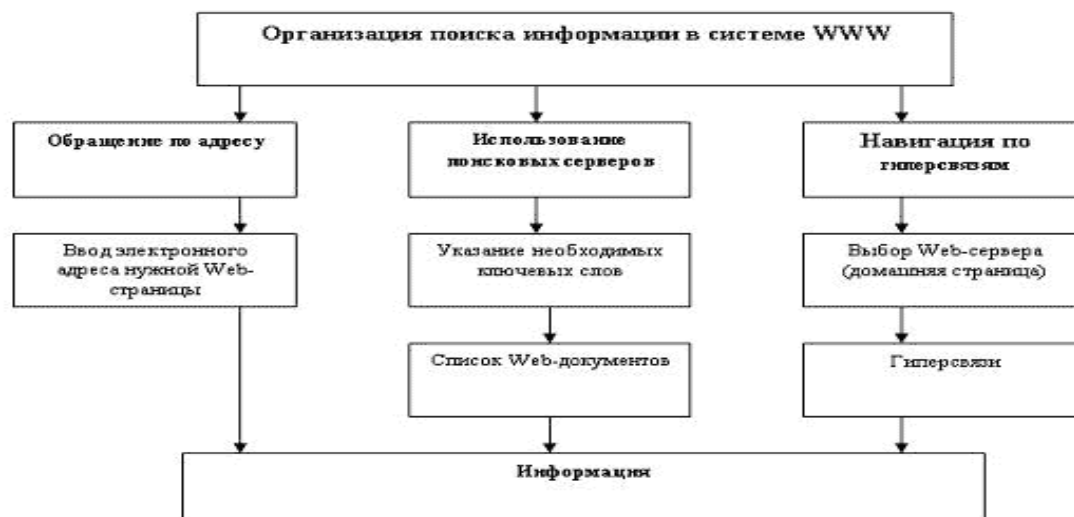 Организация поиска информации в системе WWW
Обращение по адресу
Использование
поисковых серверов
Навигация по
гиперсвязям
Ввод электронного
адреса нужной Web-
страницы
Указание необходимых
ключевых слов
Выбор Web-сервера
(домашняя страница)
Список Web-документов
Гиперсвязи
Информация